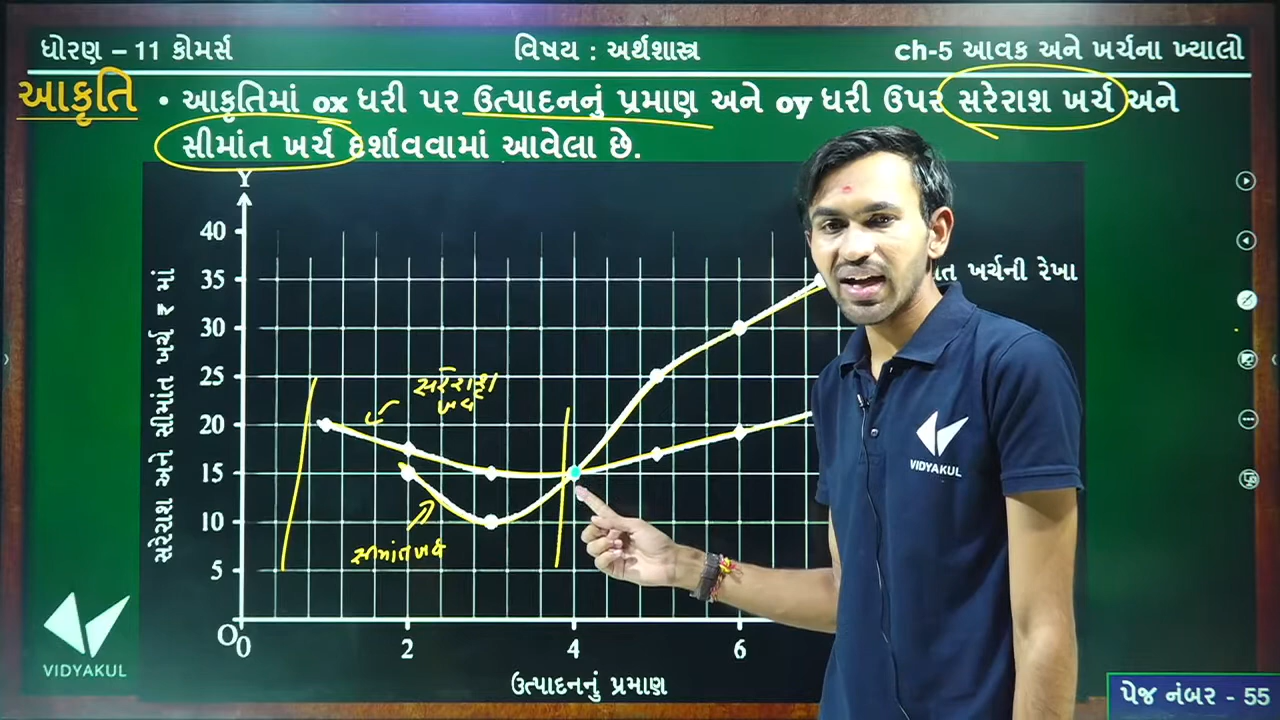 ધોરણ – 11 કોમર્સ
વિષય : અર્થશાસ્ત્ર
ch-5 આવક અને ખર્ચના ખ્યાલો
આકૃતિ
• આકૃતિમાં ox ધરી પર ઉત્પાદનનું પ્રમાણ અને oy ધરી ઉપર સરેરાશ ખર્ચ અને
સીમાંત ખર્ચ દર્શાવવામાં આવેલા છે.
Y
40
35
30
25
20
15
10
5
O
0
2
4
6
સરેરાશ અને સીમાંત ખર્ચ ₹ માં
ખર્ચની રેખા
સરેરાશ
ખર્ચ
સીમાંત ખર્ચ
ઉત્પાદનનું પ્રમાણ
VIDYAKUL
VIDYAKUL
પેજ નંબર - 55